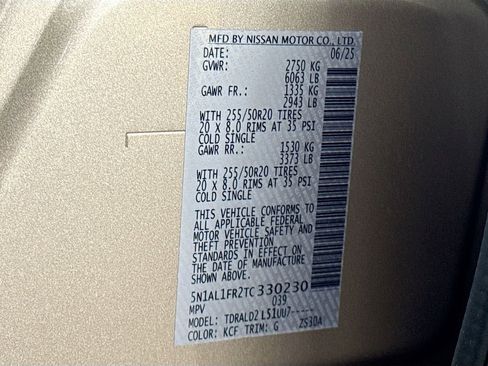 MFD BY NISSAN MOTOR CO., LTD.
DATE: 06/25
GVWR: 2750 KG
6063 LB
GAWR FR.: 1335 KG
2943 LB
WITH 255/50R20 TIRES
20 X 8.0 RIMS AT 35 PSI
COLD SINGLE
GAWR RR.: 1530 KG
3373 LB
WITH 255/50R20 TIRES
20 X 8.0 RIMS AT 35 PSI
COLD SINGLE
THIS VEHICLE CONFORMS TO
ALL APPLICABLE FEDERAL
MOTOR VEHICLE SAFETY AND
THEFT PREVENTION
STANDARDS IN EFFECT ON
THE DATE OF MANUFACTURE
SHOWN ABOVE.
5N1AL1FR2TC330230
MPV 039
MODEL: TDRALD2 L51UU7-----
COLOR: KCF TRIM: G ZS30A